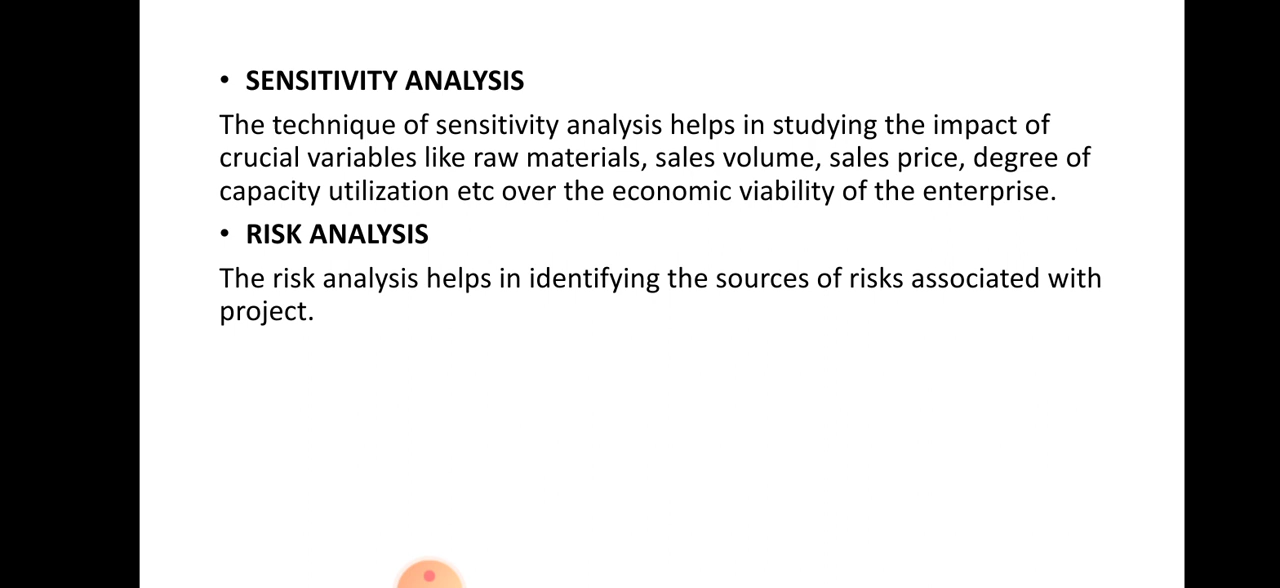 • SENSITIVITY ANALYSIS
The technique of sensitivity analysis helps in studying the impact of
crucial variables like raw materials, sales volume, sales price, degree of
capacity utilization etc over the economic viability of the enterprise.
• RISK ANALYSIS
The risk analysis helps in identifying the sources of risks associated with
project.